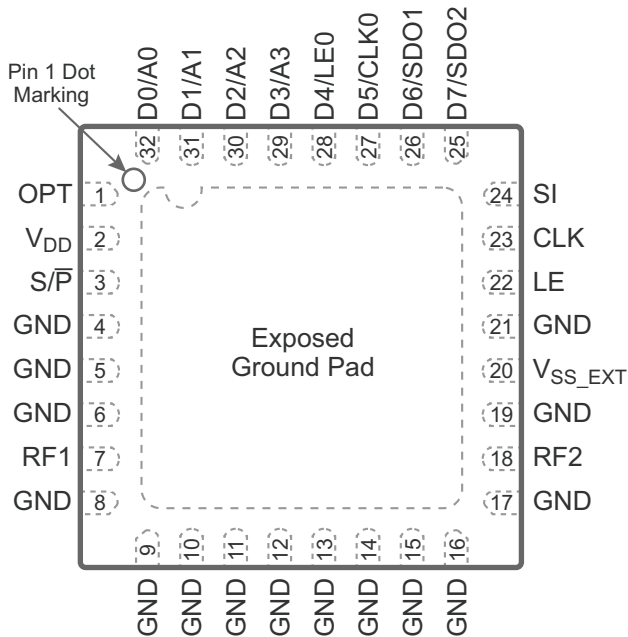 Pin 1 Dot
Marking
D0/A0
D1/A1
D2/A2
D3/A3
D4/LE0
D5/CLK0
D6/SDO1
D7/SDO2
32
31
30
29
28
27
26
25
OPT 1
VDD 2
S/P̅ 3
GND 4
GND 5
GND 6
RF1 7
GND 8
Exposed
Ground Pad
24 SI
23 CLK
22 LE
21 GND
20 VSS_EXT
19 GND
18 RF2
17 GND
9
10
11
12
13
14
15
16
GND
GND
GND
GND
GND
GND
GND
GND